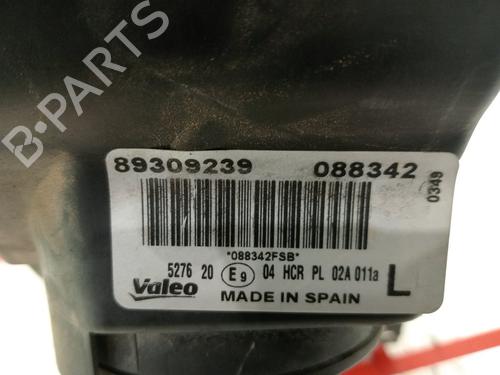 B-PARTS
89309239 088342
0349
*088342FSB*
5276 20 E9 04 HCR PL 02A 011a L
Valeo
MADE IN SPAIN